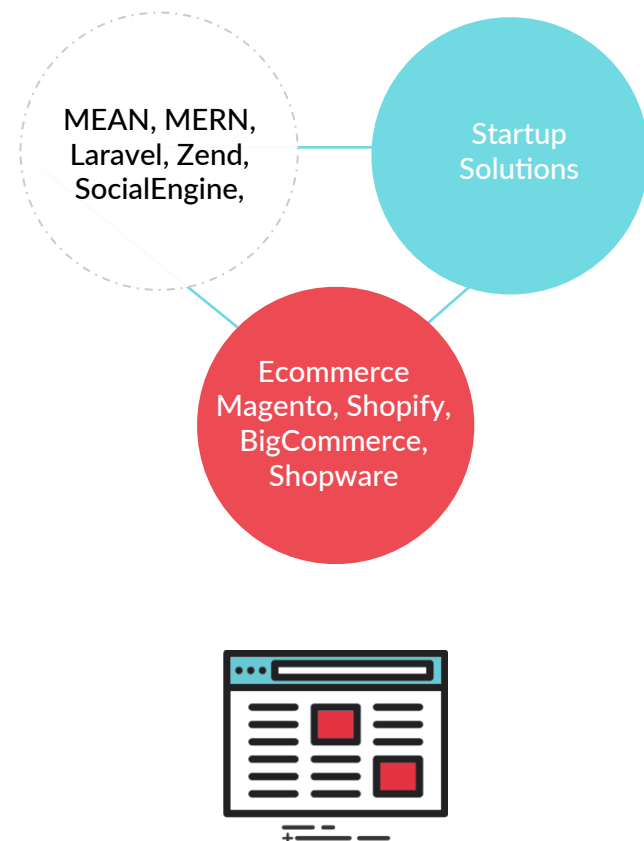 MEAN, MERN,
Laravel, Zend,
SocialEngine,
Startup
Solutions
Ecommerce
Magento, Shopify,
BigCommerce,
Shopware